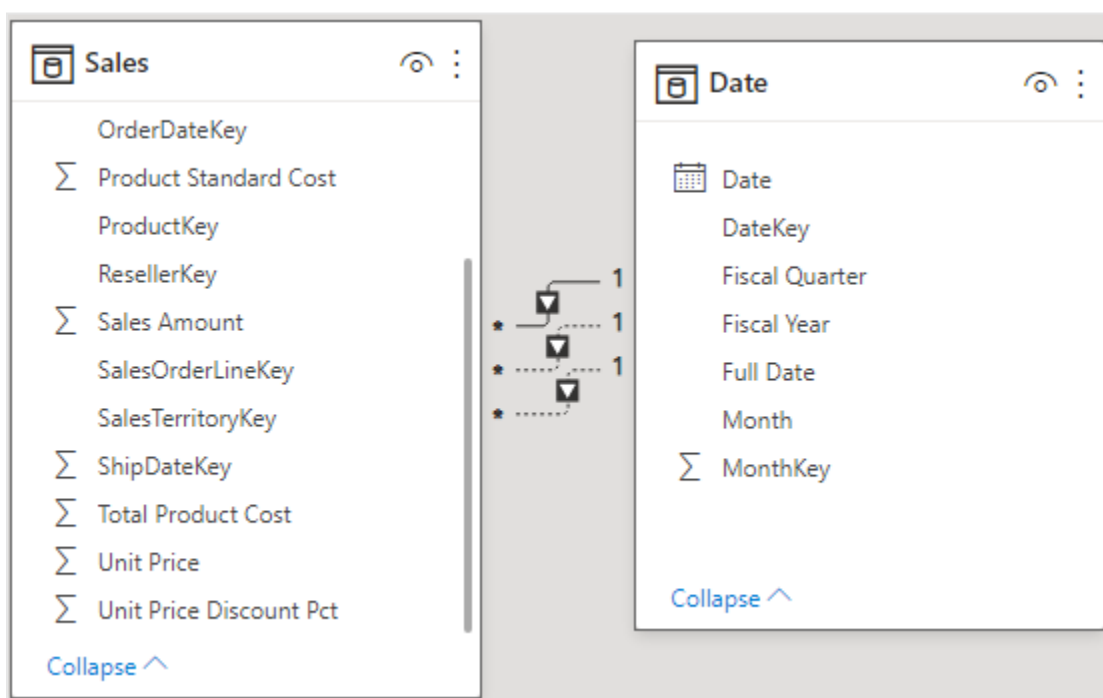 Sales
OrderDateKey
Product Standard Cost
ProductKey
ResellerKey
Sales Amount
SalesOrderLineKey
SalesTerritoryKey
ShipDateKey
Total Product Cost
Unit Price
Unit Price Discount Pct
Collapse
* 1
* 1
* 1
Date
Date
DateKey
Fiscal Quarter
Fiscal Year
Full Date
Month
MonthKey
Collapse